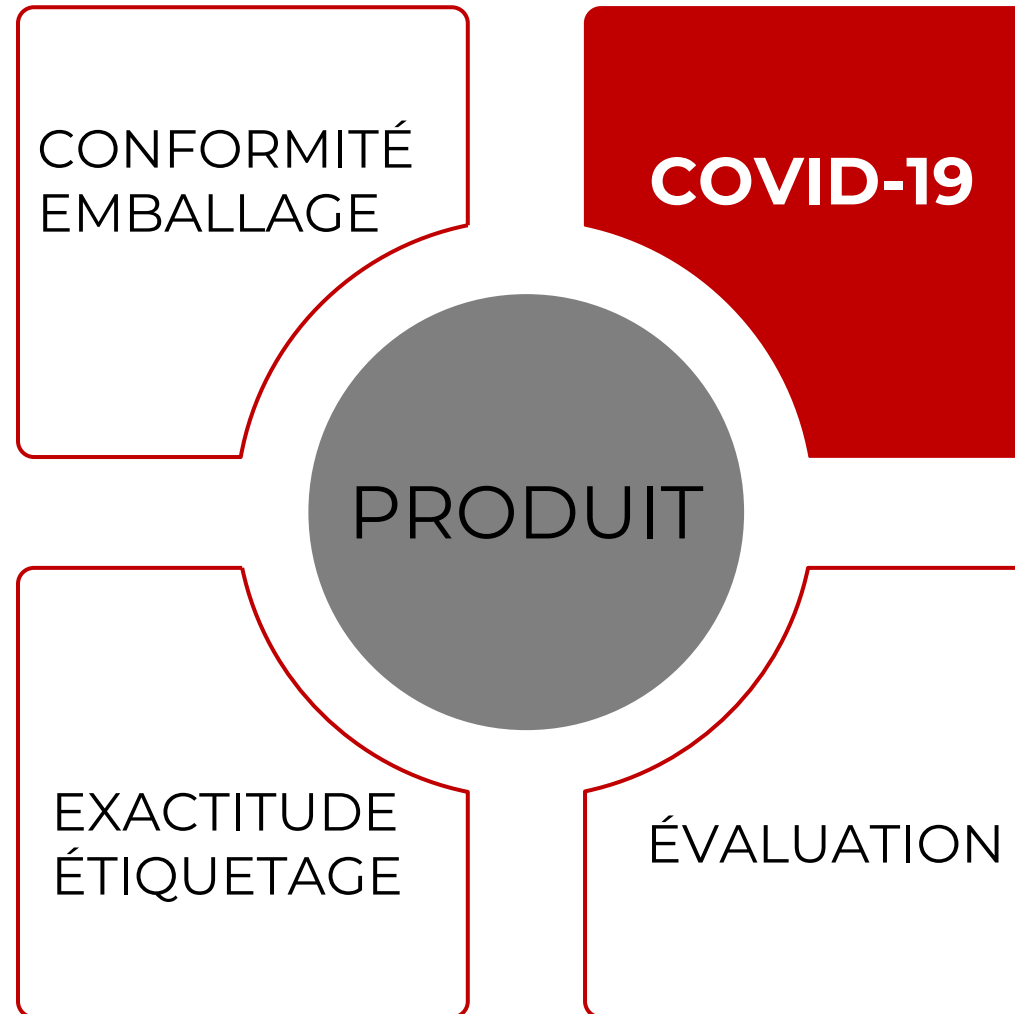 CONFORMITÉ
EMBALLAGE
COVID-19
PRODUIT
EXACTITUDE
ÉTIQUETAGE
ÉVALUATION